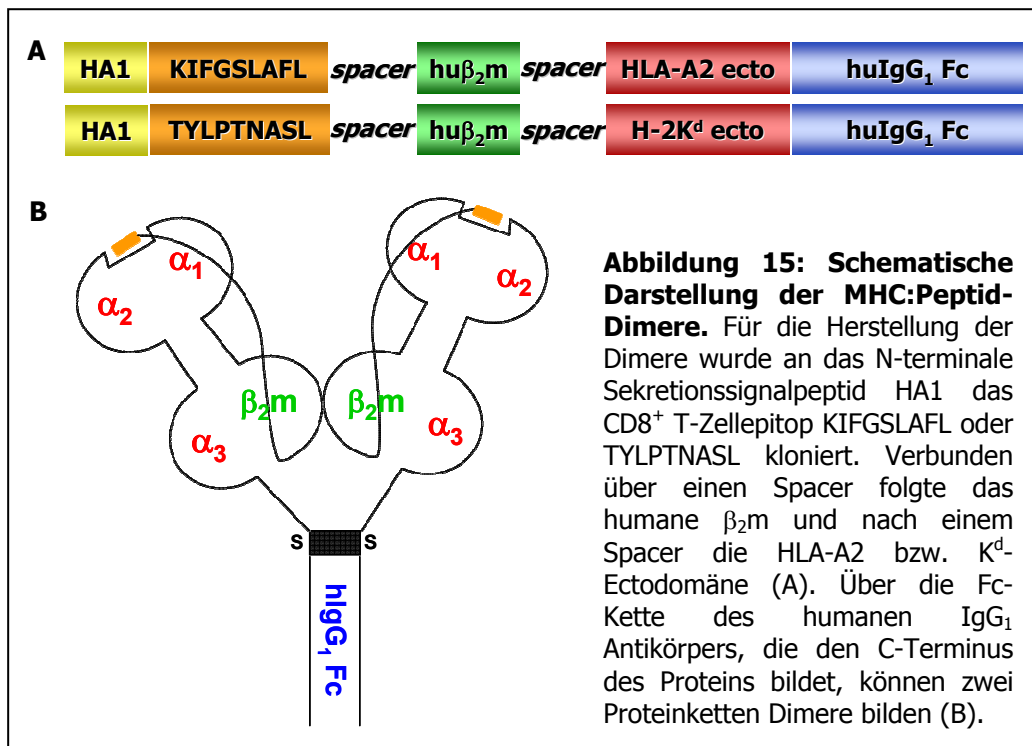 A
HA1 KIFGSLAFL spacer huβ₂m spacer HLA-A2 ecto huIgG₁ Fc
HA1 TYLPTNASL spacer huβ₂m spacer H-2Kᵈ ecto huIgG₁ Fc
B
α₁ α₁
α₂ α₂
β₂m β₂m
α₃ α₃
S S
hIgG₁ Fc
Abbildung 15: Schematische
Darstellung der MHC:Peptid-
Dimere. Für die Herstellung der
Dimere wurde an das N-terminale
Sekretionssignalpeptid HA1 das
CD8⁺ T-Zellepitop KIFGSLAFL oder
TYLPTNASL kloniert. Verbunden
über einen Spacer folgte das
humane β₂m und nach einem
Spacer die HLA-A2 bzw. Kᵈ-
Ectodomäne (A). Über die Fc-
Kette des humanen IgG₁
Antikörpers, die den C-Terminus
des Proteins bildet, können zwei
Proteinketten Dimere bilden (B).